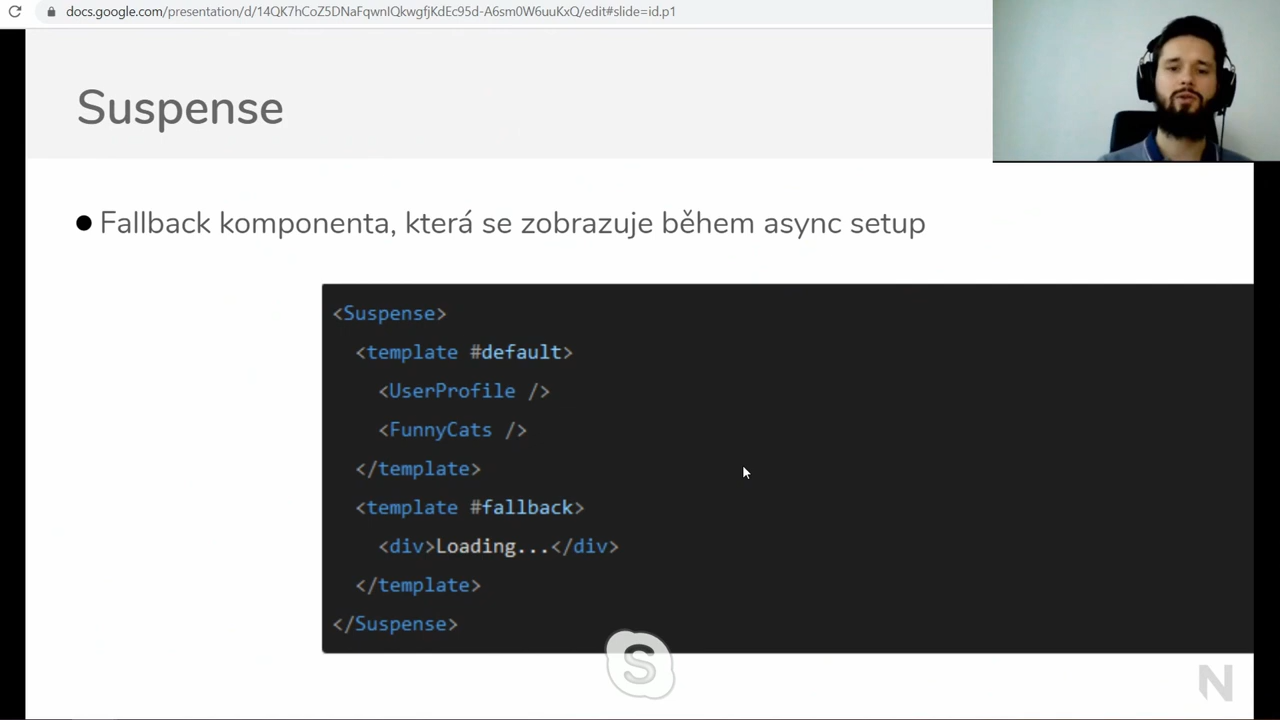 docs.google.com/presentation/d/14QK7hCoZ5DNaFqwnIQkwgfjKdEc95d-A6sm0W6uuKxQ/edit#slide=id.p1
Suspense
Fallback komponenta, která se zobrazuje během async setup
<Suspense>
<template #default>
<UserProfile />
<FunnyCats />
</template>
<template #fallback>
<div>Loading...</div>
</template>
</Suspense>
S
N